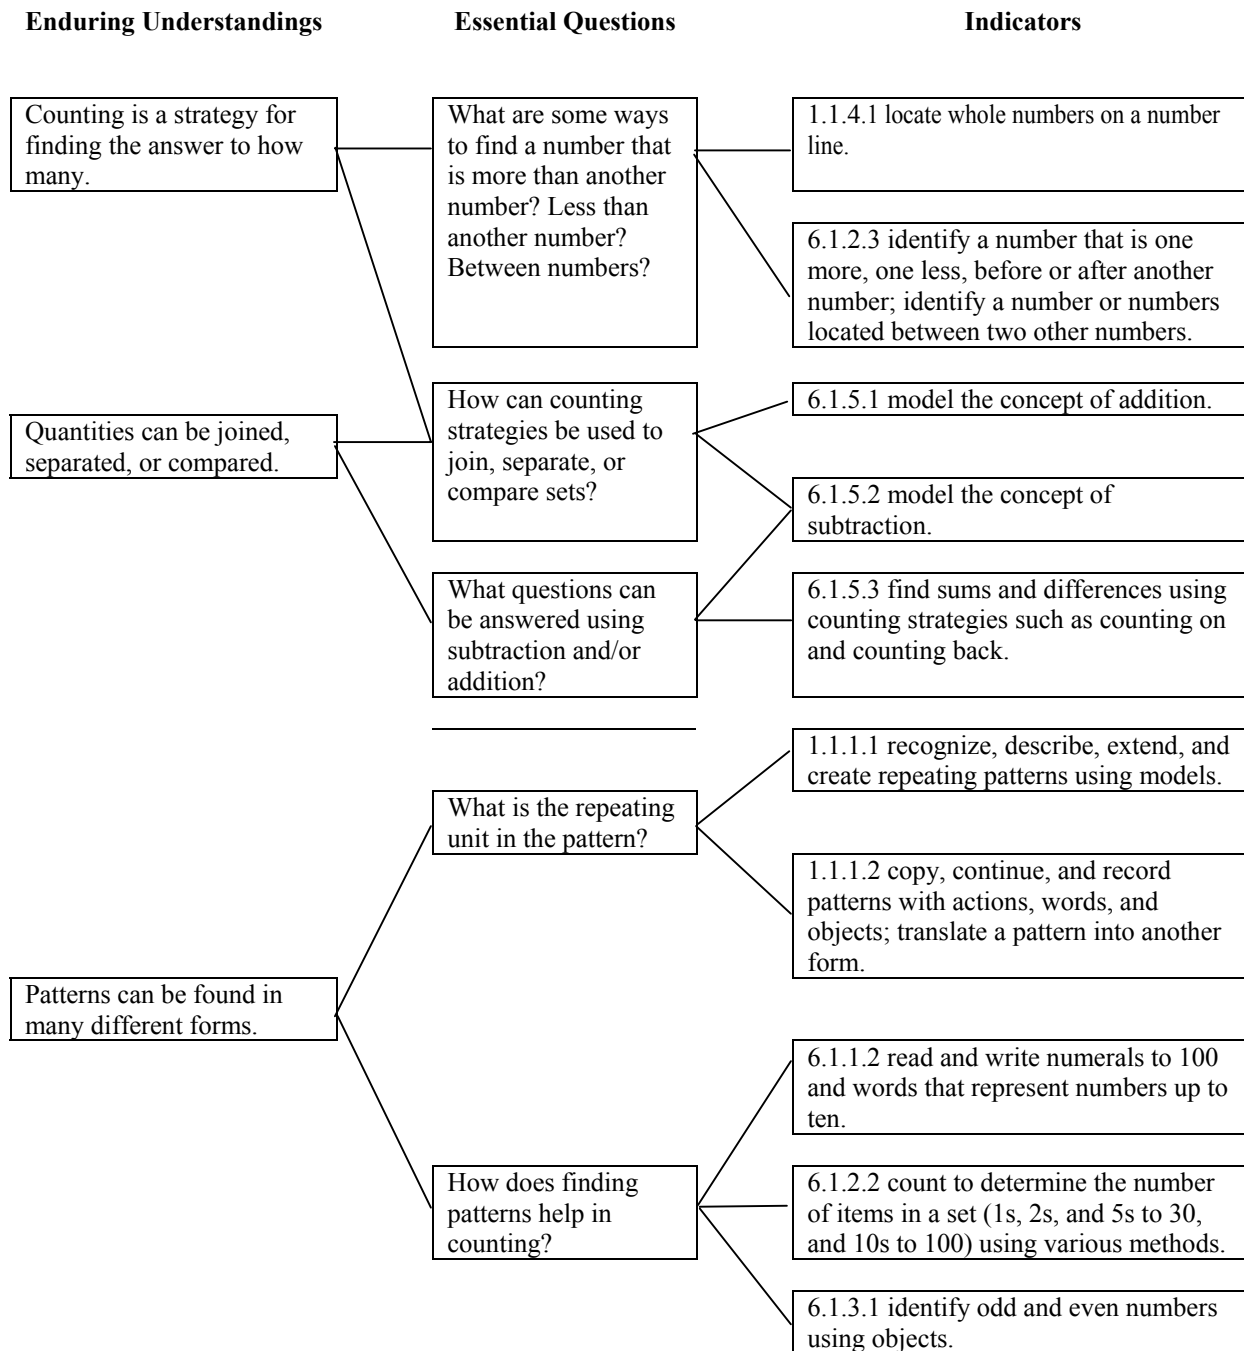 Enduring Understandings
Essential Questions
Indicators
Counting is a strategy for
finding the answer to how
many.
What are some ways
to find a number that
is more than another
number? Less than
another number?
Between numbers?
1.1.4.1 locate whole numbers on a number
line.
6.1.2.3 identify a number that is one
more, one less, before or after another
number; identify a number or numbers
located between two other numbers.
Quantities can be joined,
separated, or compared.
How can counting
strategies be used to
join, separate, or
compare sets?
6.1.5.1 model the concept of addition.
6.1.5.2 model the concept of
subtraction.
What questions can
be answered using
subtraction and/or
addition?
6.1.5.3 find sums and differences using
counting strategies such as counting on
and counting back.
1.1.1.1 recognize, describe, extend, and
create repeating patterns using models.
What is the repeating
unit in the pattern?
1.1.1.2 copy, continue, and record
patterns with actions, words, and
objects; translate a pattern into another
form.
Patterns can be found in
many different forms.
6.1.1.2 read and write numerals to 100
and words that represent numbers up to
ten.
How does finding
patterns help in
counting?
6.1.2.2 count to determine the number
of items in a set (1s, 2s, and 5s to 30,
and 10s to 100) using various methods.
6.1.3.1 identify odd and even numbers
using objects.